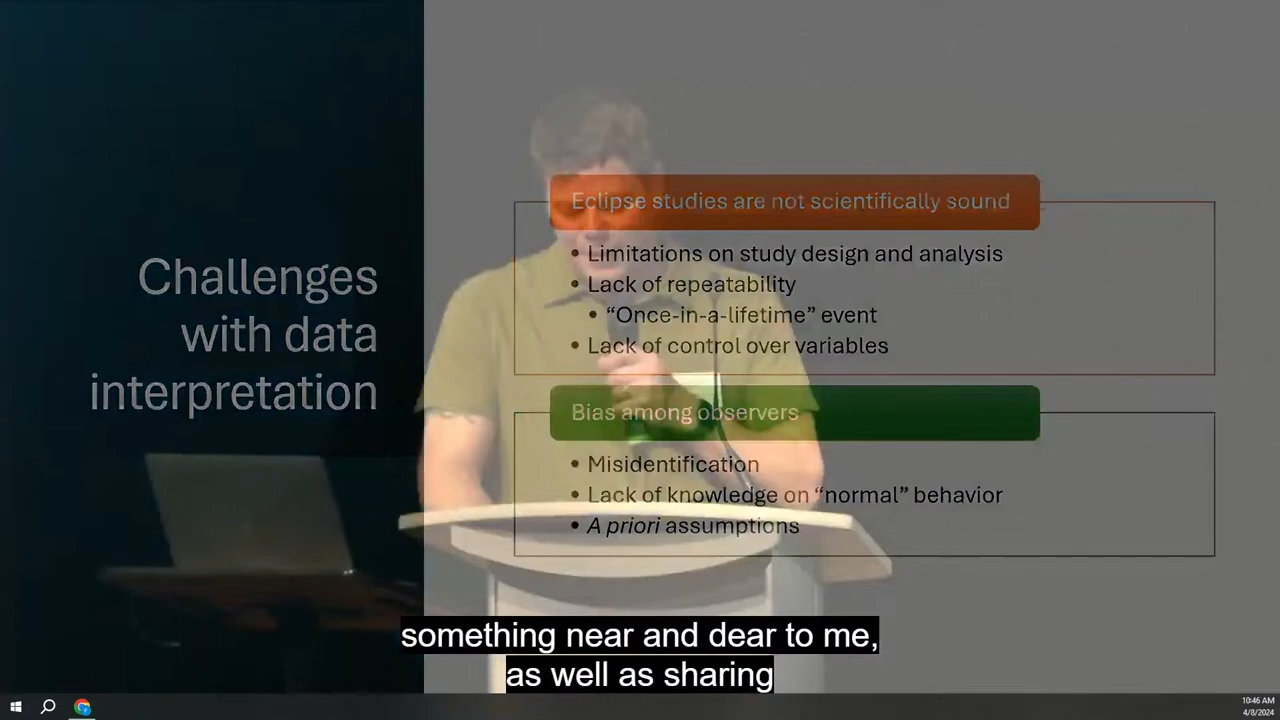 Challenges
with data
interpretation
Eclipse studies are not scientifically sound
• Limitations on study design and analysis
• Lack of repeatability
• “Once-in-a-lifetime” event
• Lack of control over variables
Bias among observers
• Misidentification
• Lack of knowledge on “normal” behavior
• A priori assumptions
something near and dear to me,
as well as sharing
10:46 AM
4/8/2024